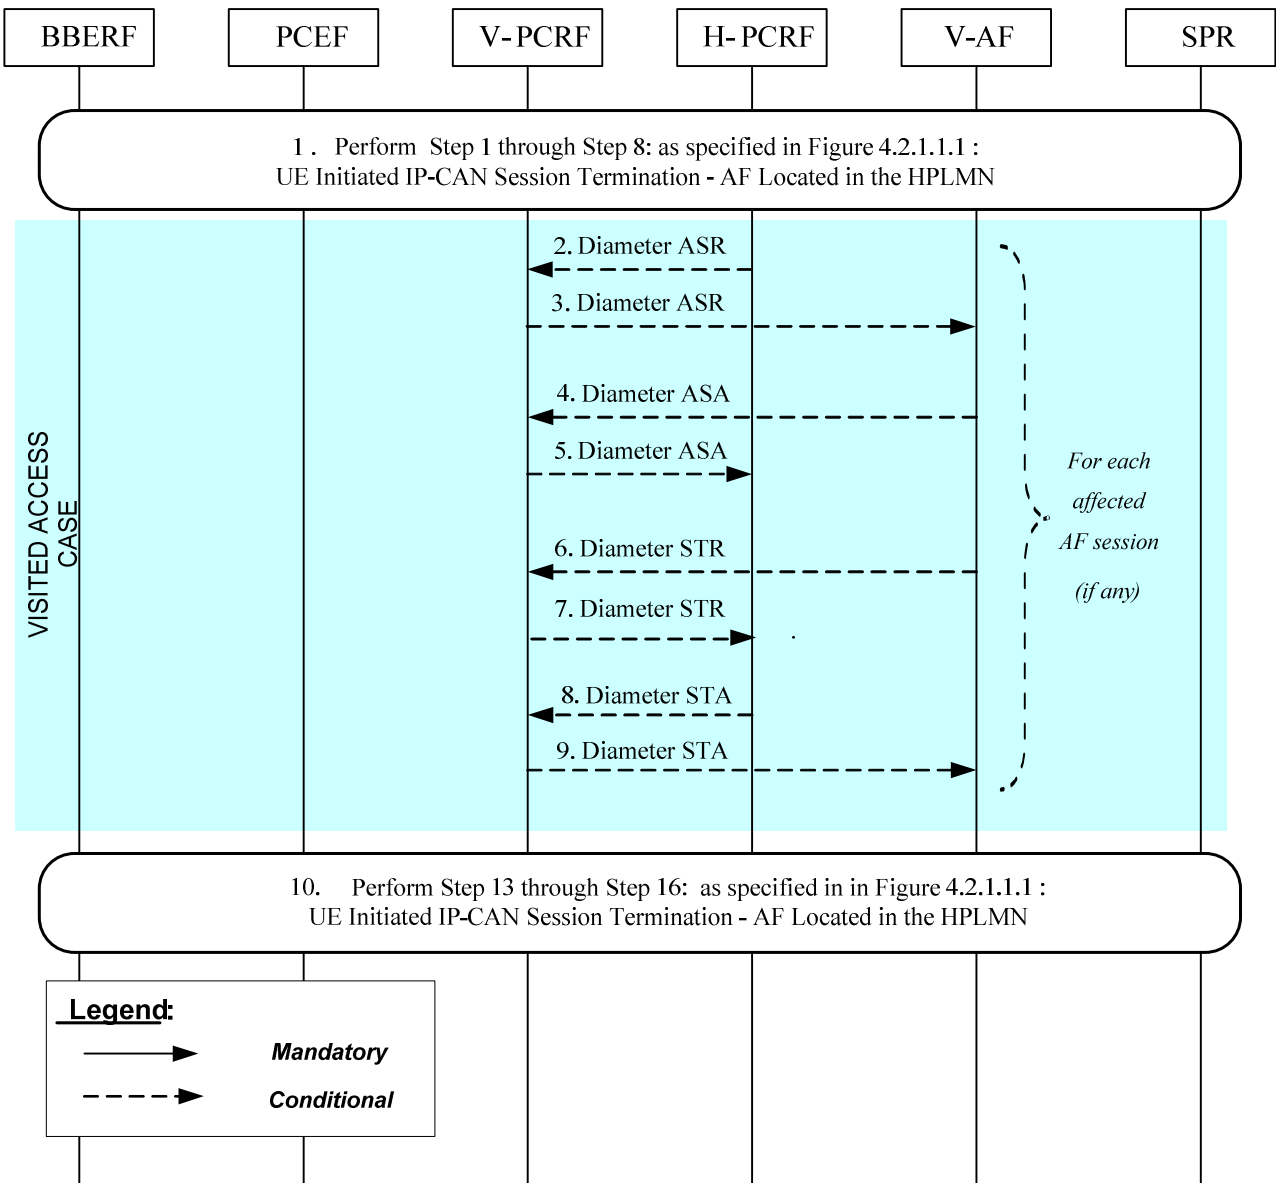 BBERF
PCEF
V-PCRF
H-PCRF
V-AF
SPR
1. Perform Step 1 through Step 8: as specified in Figure 4.2.1.1.1 :
UE Initiated IP-CAN Session Termination - AF Located in the HPLMN
2. Diameter ASR
3. Diameter ASR
4. Diameter ASA
5. Diameter ASA
6. Diameter STR
7. Diameter STR
8. Diameter STA
9. Diameter STA
VISITED ACCESS
CASE
For each
affected
AF session
(if any)
10. Perform Step 13 through Step 16: as specified in in Figure 4.2.1.1.1 :
UE Initiated IP-CAN Session Termination - AF Located in the HPLMN
Legend:
Mandatory
Conditional